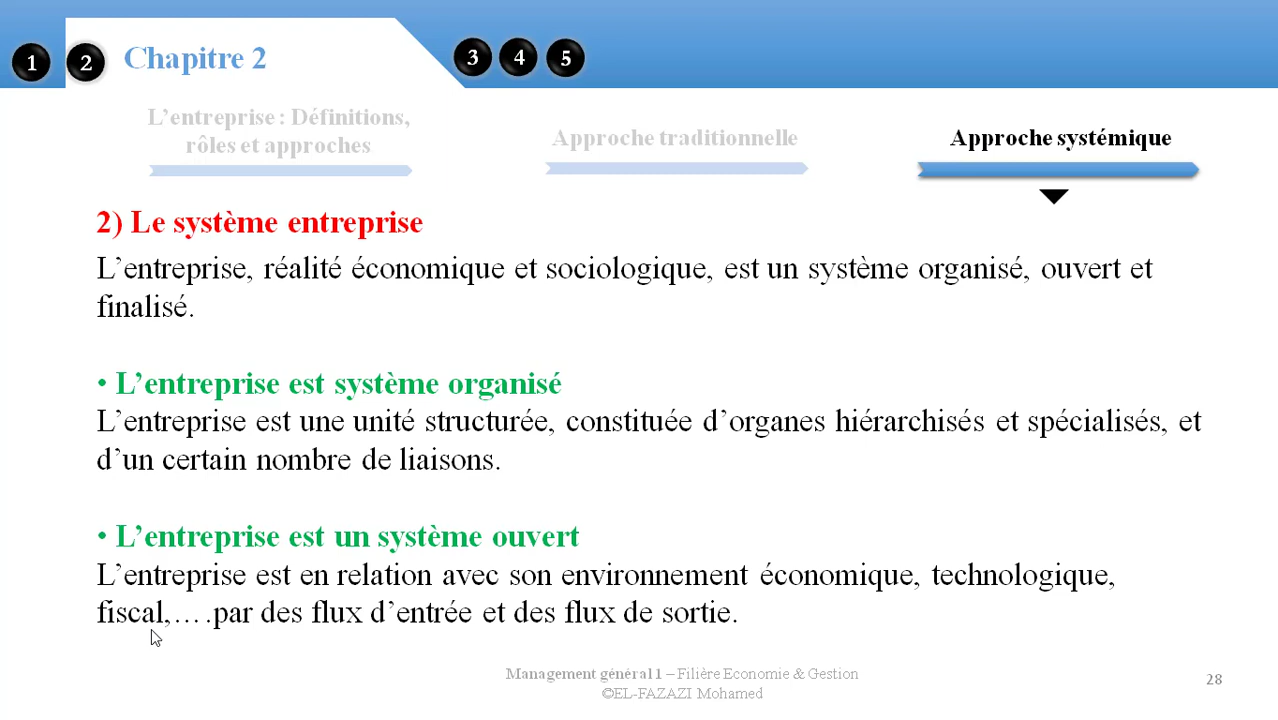 1
2
Chapitre 2
3
4
5
L’entreprise : Définitions,
rôles et approches
Approche traditionnelle
Approche systémique
2) Le système entreprise
L’entreprise, réalité économique et sociologique, est un système organisé, ouvert et
finalisé.
• L’entreprise est système organisé
L’entreprise est une unité structurée, constituée d’organes hiérarchisés et spécialisés, et
d’un certain nombre de liaisons.
• L’entreprise est un système ouvert
L’entreprise est en relation avec son environnement économique, technologique,
fiscal,….par des flux d’entrée et des flux de sortie.
Management général 1 – Filière Economie & Gestion
©EL-FAZAZI Mohamed
28